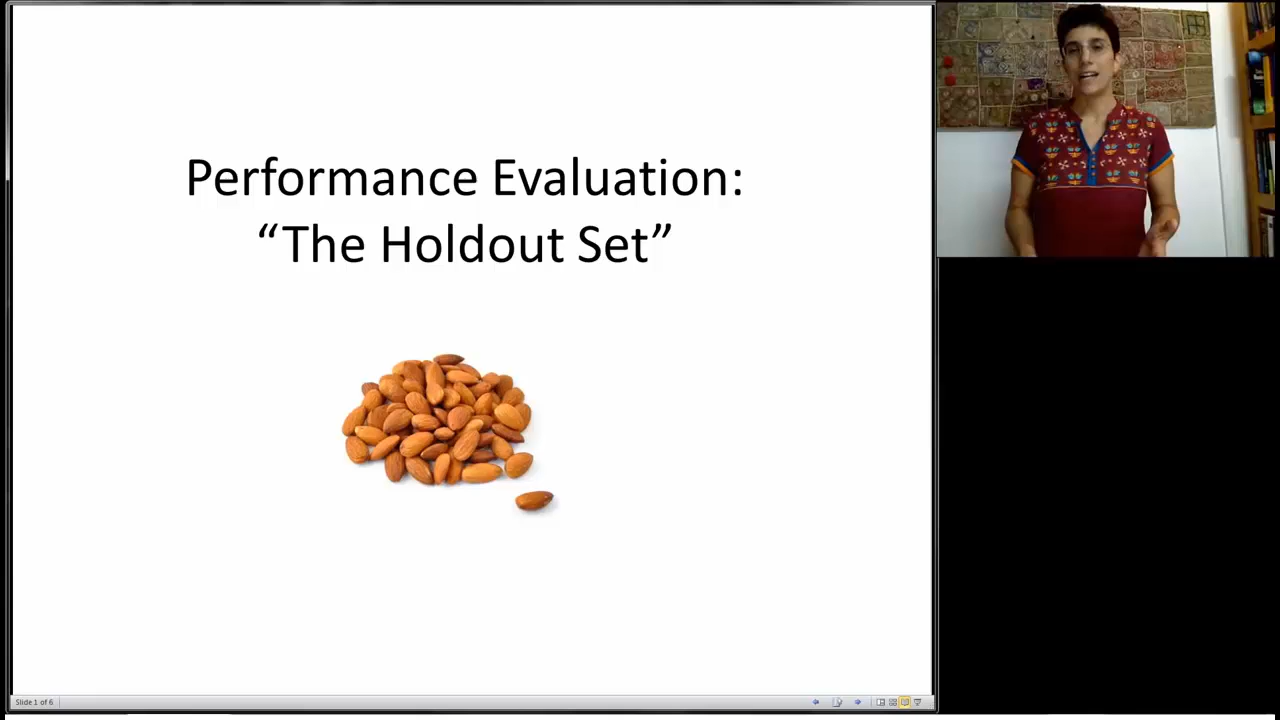 Performance Evaluation:
“The Holdout Set”
Slide 1 of 6